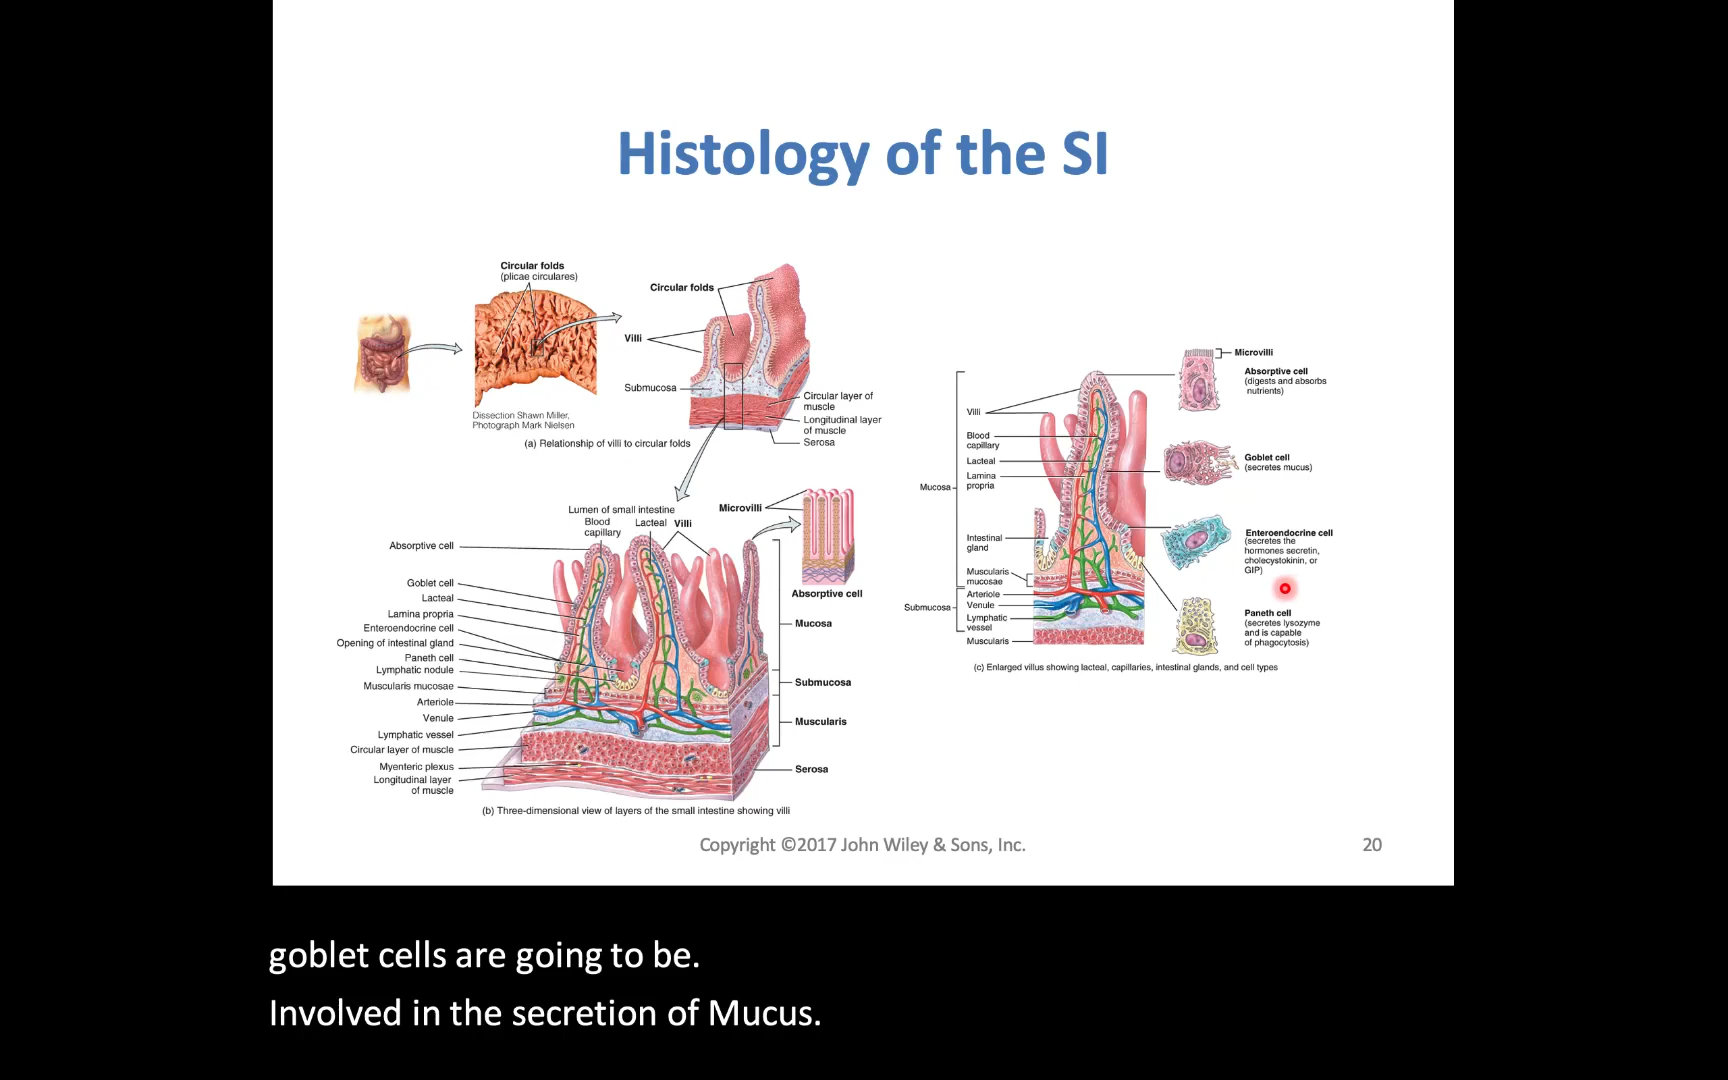 Histology of the SI
Circular folds
(plicae circulares)
Dissection Shawn Miller,
Photograph Mark Nielsen
Circular folds
Villi
Submucosa
Circular layer of
muscle
Longitudinal layer
of muscle
Serosa
(a) Relationship of villi to circular folds
Lumen of small intestine
Blood
capillary
Lacteal
Villi
Microvilli
Absorptive cell
Absorptive cell
Goblet cell
Lacteal
Lamina propria
Enteroendocrine cell
Opening of intestinal gland
Paneth cell
Lymphatic nodule
Muscularis mucosae
Arteriole
Venule
Lymphatic vessel
Circular layer of muscle
Myenteric plexus
Longitudinal layer
of muscle
Mucosa
Submucosa
Muscularis
Serosa
(b) Three-dimensional view of layers of the small intestine showing villi
Villi
Blood
capillary
Lacteal
Lamina
propria
Mucosa
Intestinal
gland
Muscularis
mucosae
Arteriole
Submucosa
Venule
Lymphatic
vessel
Muscularis
Microvilli
Absorptive cell
(digests and absorbs
nutrients)
Goblet cell
(secretes mucus)
Enteroendocrine cell
(secretes the
hormones secretin,
cholecystokinin, or
GIP)
Paneth cell
(secretes lysozyme
and is capable
of phagocytosis)
(c) Enlarged villus showing lacteal, capillaries, intestinal glands, and cell types
Copyright ©2017 John Wiley & Sons, Inc.
20
goblet cells are going to be.
Involved in the secretion of Mucus.